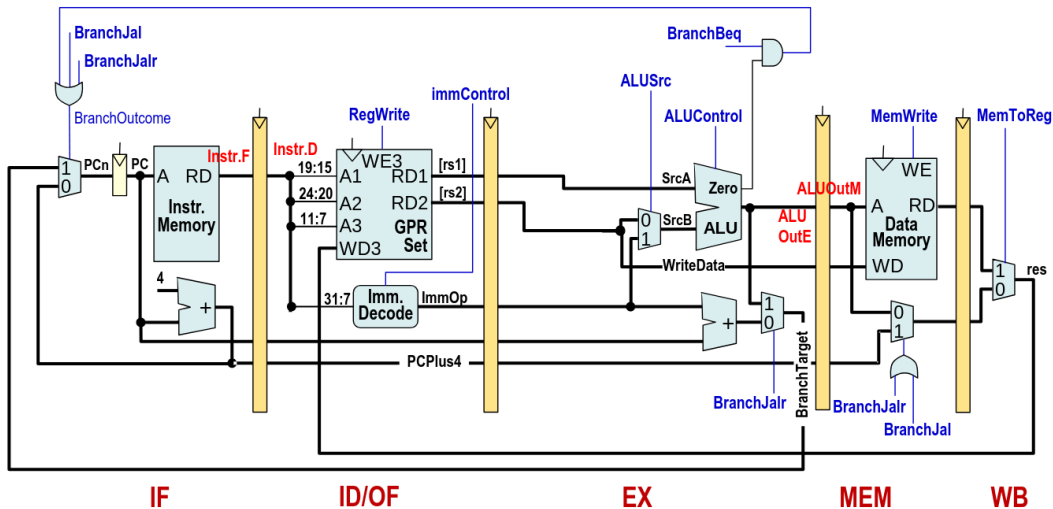 BranchJal
BranchJalr
BranchOutcome
BranchBeq
ALUSrc
immControl
RegWrite
ALUControl
MemWrite
MemToReg
Instr.F
Instr.D
1
0
PCn
PC
A RD
Instr.
Memory
19:15
24:20
11:7
WE3
A1 RD1
A2 RD2
A3 GPR
Set
WD3
[rs1]
[rs2]
SrcA
0
1
SrcB
Zero
ALU
ALUOutM
ALU
OutE
WE
A RD
Data
Memory
WD
WriteData
1
0
res
4
+
31:7
Imm.
Decode
ImmOp
+
1
0
0
1
PCPlus4
BranchTarget
BranchJalr
BranchJalr
BranchJal
IF
ID/OF
EX
MEM
WB